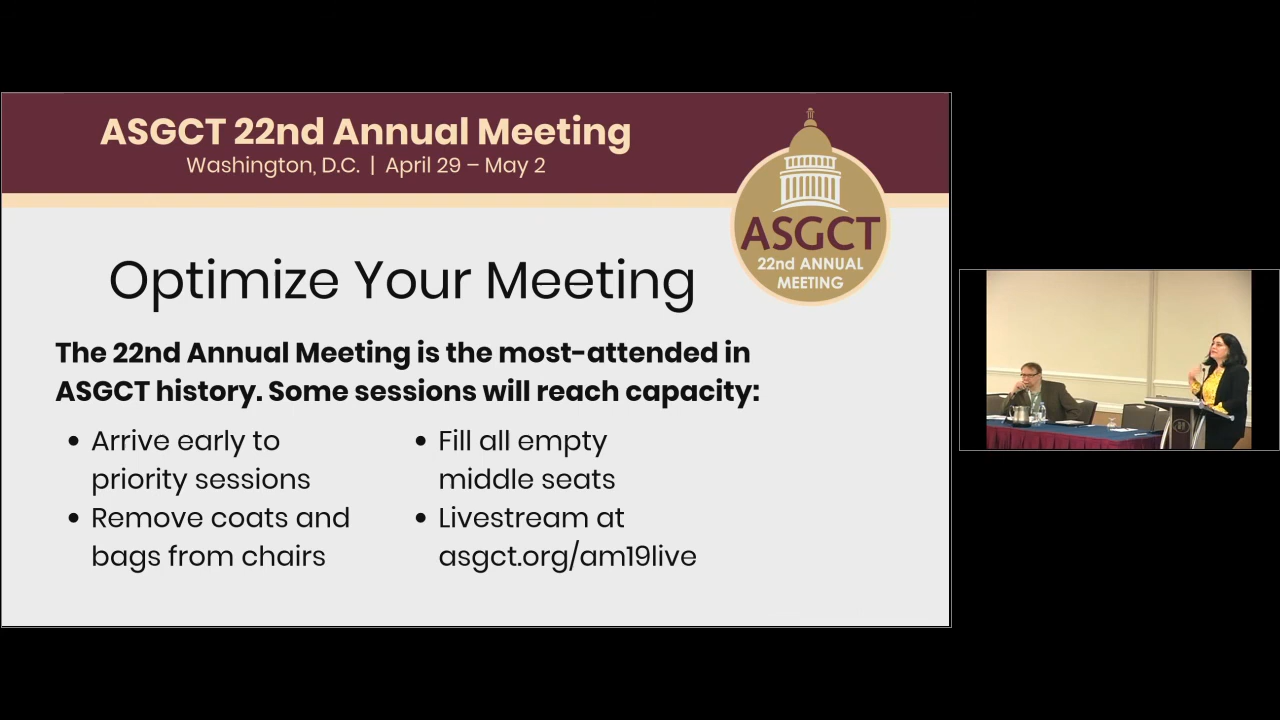 ASGCT 22nd Annual Meeting
Washington, D.C. | April 29 – May 2
ASGCT
22nd ANNUAL
MEETING
Optimize Your Meeting
The 22nd Annual Meeting is the most-attended in
ASGCT history. Some sessions will reach capacity:
• Arrive early to
priority sessions
• Remove coats and
bags from chairs
• Fill all empty
middle seats
• Livestream at
asgct.org/am19live